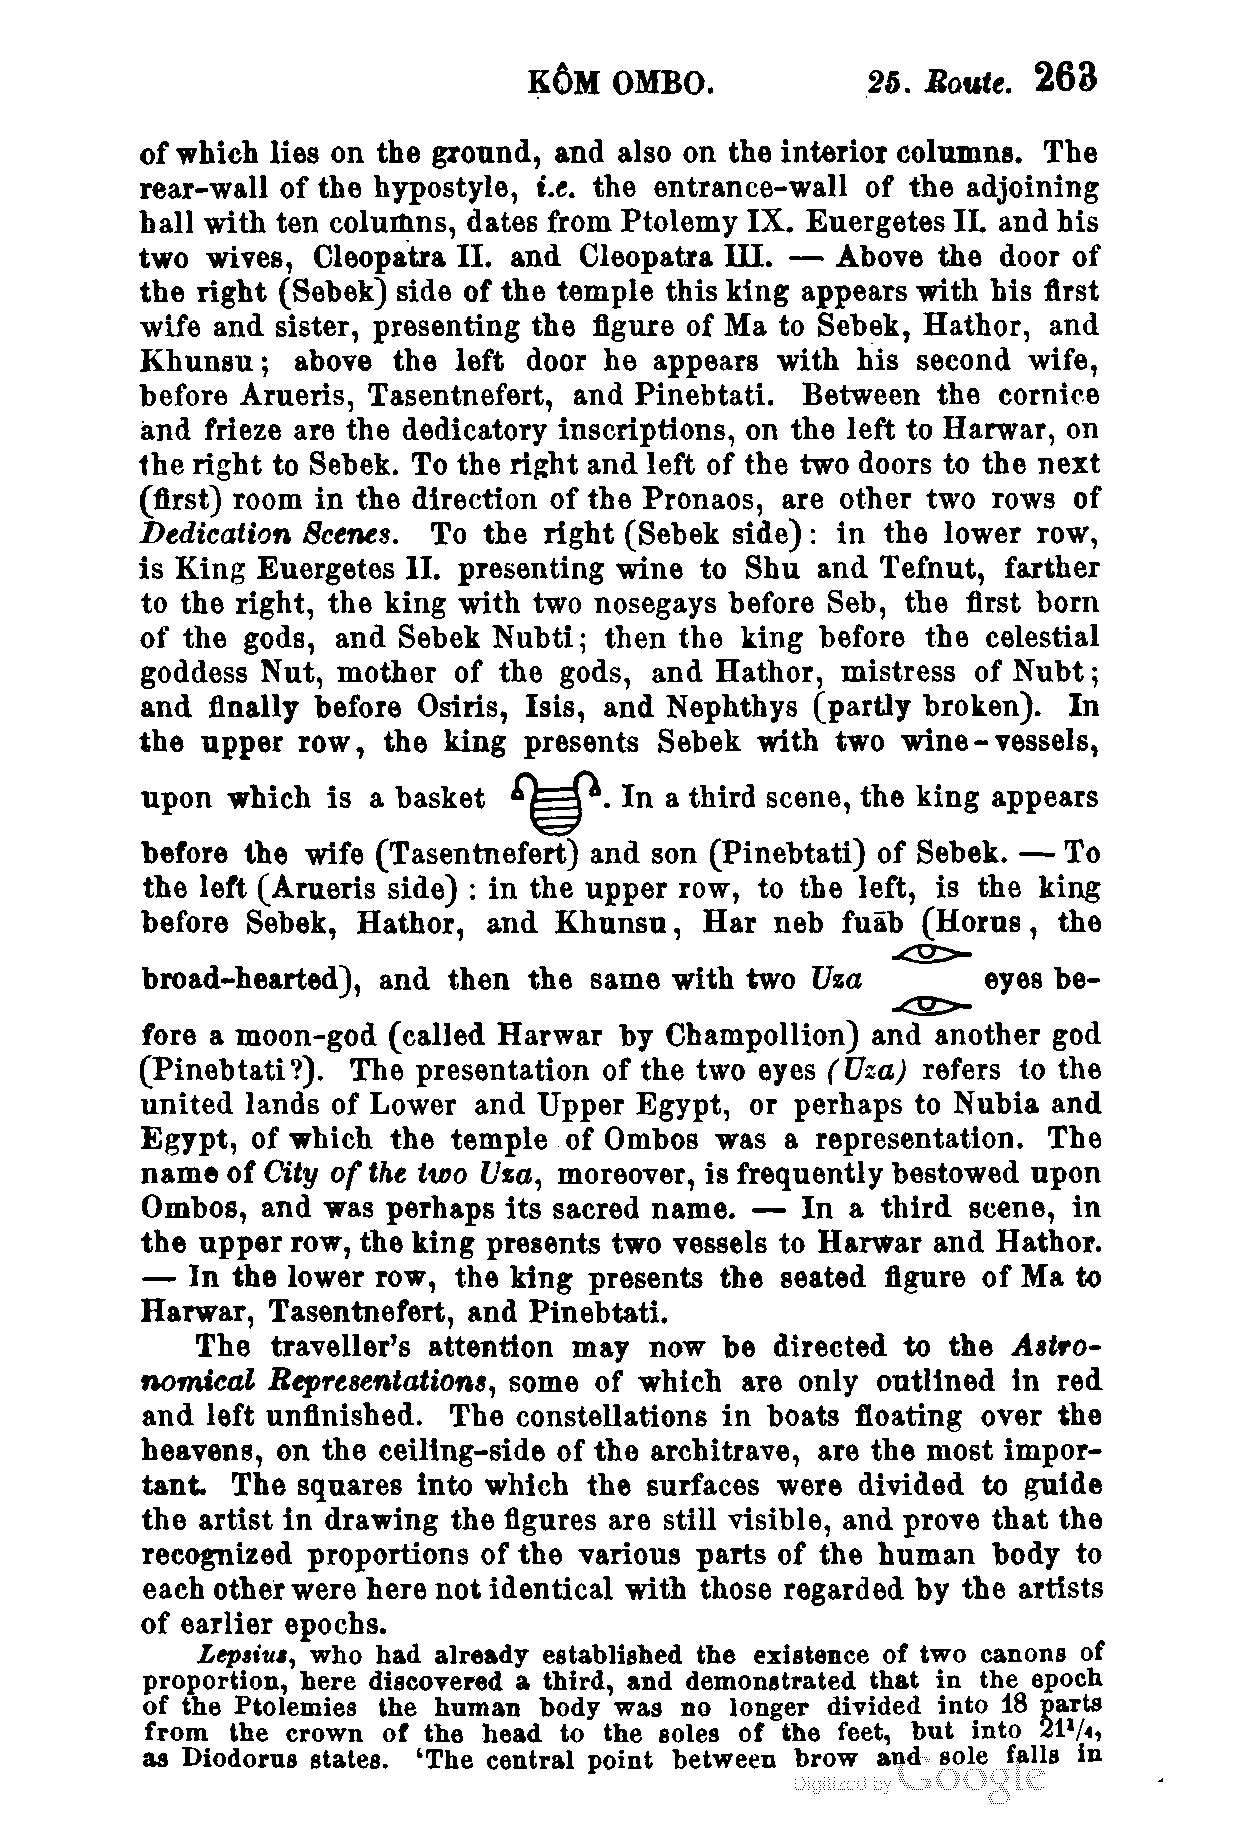 KÔM OMBO. 25. Route. 263
of which lies on the ground, and also on the interior columns. The
rear-wall of the hypostyle, i.e. the entrance-wall of the adjoining
hall with ten columns, dates from Ptolemy IX. Euergetes II. and his
two wives, Cleopatra II. and Cleopatra III. — Above the door of
the right (Sebek) side of the temple this king appears with his first
wife and sister, presenting the figure of Ma to Sebek, Hathor, and
Khunsu; above the left door he appears with his second wife,
before Arueris, Tasentnefert, and Pinebtati. Between the cornice
and frieze are the dedicatory inscriptions, on the left to Harwar, on
the right to Sebek. To the right and left of the two doors to the next
(first) room in the direction of the Pronaos, are other two rows of
Dedication Scenes. To the right (Sebek side): in the lower row,
is King Euergetes II. presenting wine to Shu and Tefnut, farther
to the right, the king with two nosegays before Seb, the first born
of the gods, and Sebek Nubti; then the king before the celestial
goddess Nut, mother of the gods, and Hathor, mistress of Nubt;
and finally before Osiris, Isis, and Nephthys (partly broken). In
the upper row, the king presents Sebek with two wine-vessels,
upon which is a basket . In a third scene, the king appears
before the wife (Tasentnefert) and son (Pinebtati) of Sebek. — To
the left (Arueris side) : in the upper row, to the left, is the king
before Sebek, Hathor, and Khunsu, Har neb fuāb (Horus, the
broad-hearted), and then the same with two Uza eyes be-
fore a moon-god (called Harwar by Champollion) and another god
(Pinebtati?). The presentation of the two eyes (Uza) refers to the
united lands of Lower and Upper Egypt, or perhaps to Nubia and
Egypt, of which the temple of Ombos was a representation. The
name of City of the two Uza, moreover, is frequently bestowed upon
Ombos, and was perhaps its sacred name. — In a third scene, in
the upper row, the king presents two vessels to Harwar and Hathor.
— In the lower row, the king presents the seated figure of Ma to
Harwar, Tasentnefert, and Pinebtati.
The traveller's attention may now be directed to the Astro-
nomical Representations, some of which are only outlined in red
and left unfinished. The constellations in boats floating over the
heavens, on the ceiling-side of the architrave, are the most impor-
tant. The squares into which the surfaces were divided to guide
the artist in drawing the figures are still visible, and prove that the
recognized proportions of the various parts of the human body to
each other were here not identical with those regarded by the artists
of earlier epochs.
Lepsius, who had already established the existence of two canons of
proportion, here discovered a third, and demonstrated that in the epoch
of the Ptolemies the human body was no longer divided into 18 parts
from the crown of the head to the soles of the feet, but into 21¹/₄,
as Diodorus states. 'The central point between brow and sole falls in
Digitized by Google